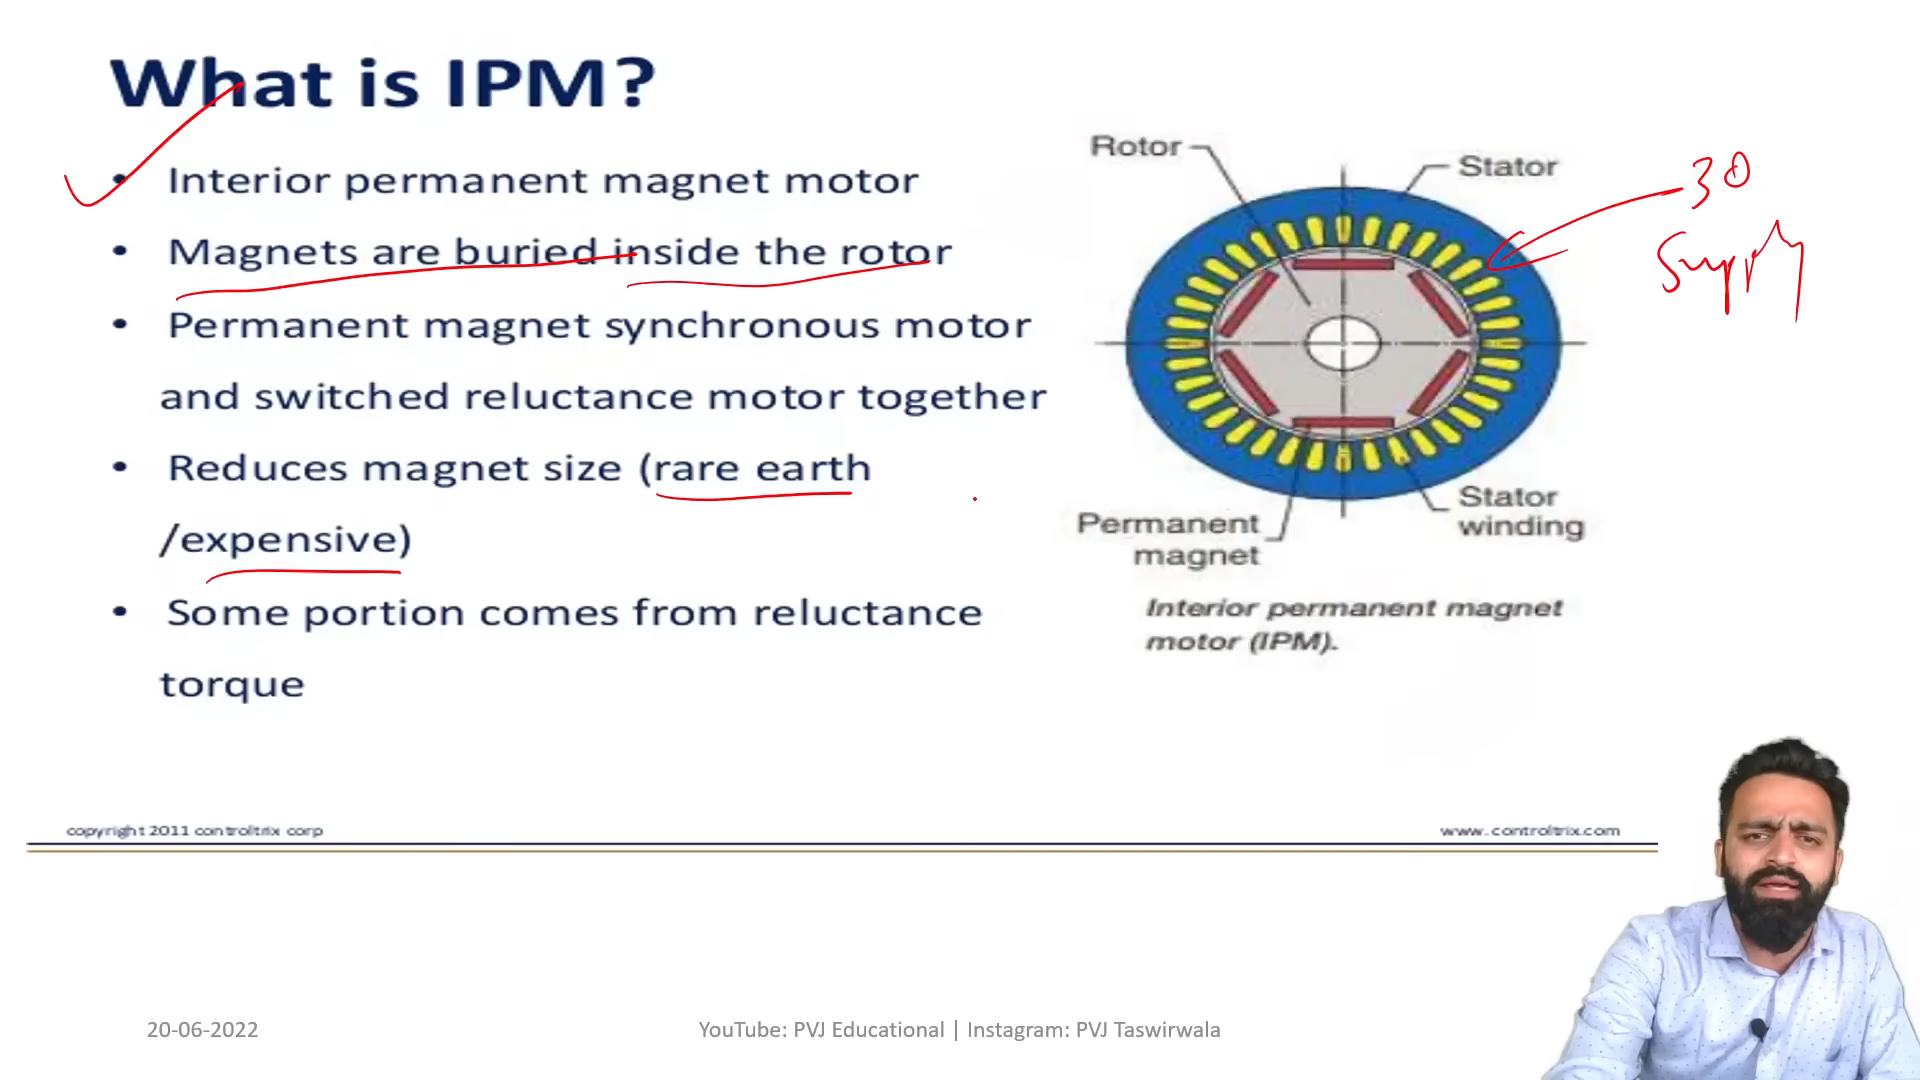 What is IPM?
• Interior permanent magnet motor
• Magnets are buried inside the rotor
• Permanent magnet synchronous motor
and switched reluctance motor together
• Reduces magnet size (rare earth
/expensive)
• Some portion comes from reluctance
torque
Rotor
Stator
3Φ
Supply
Permanent
magnet
Stator
winding
Interior permanent magnet
motor (IPM).
copyright 2011 controltrix corp
www.controltrix.com
20-06-2022
YouTube: PVJ Educational | Instagram: PVJ Taswirwala